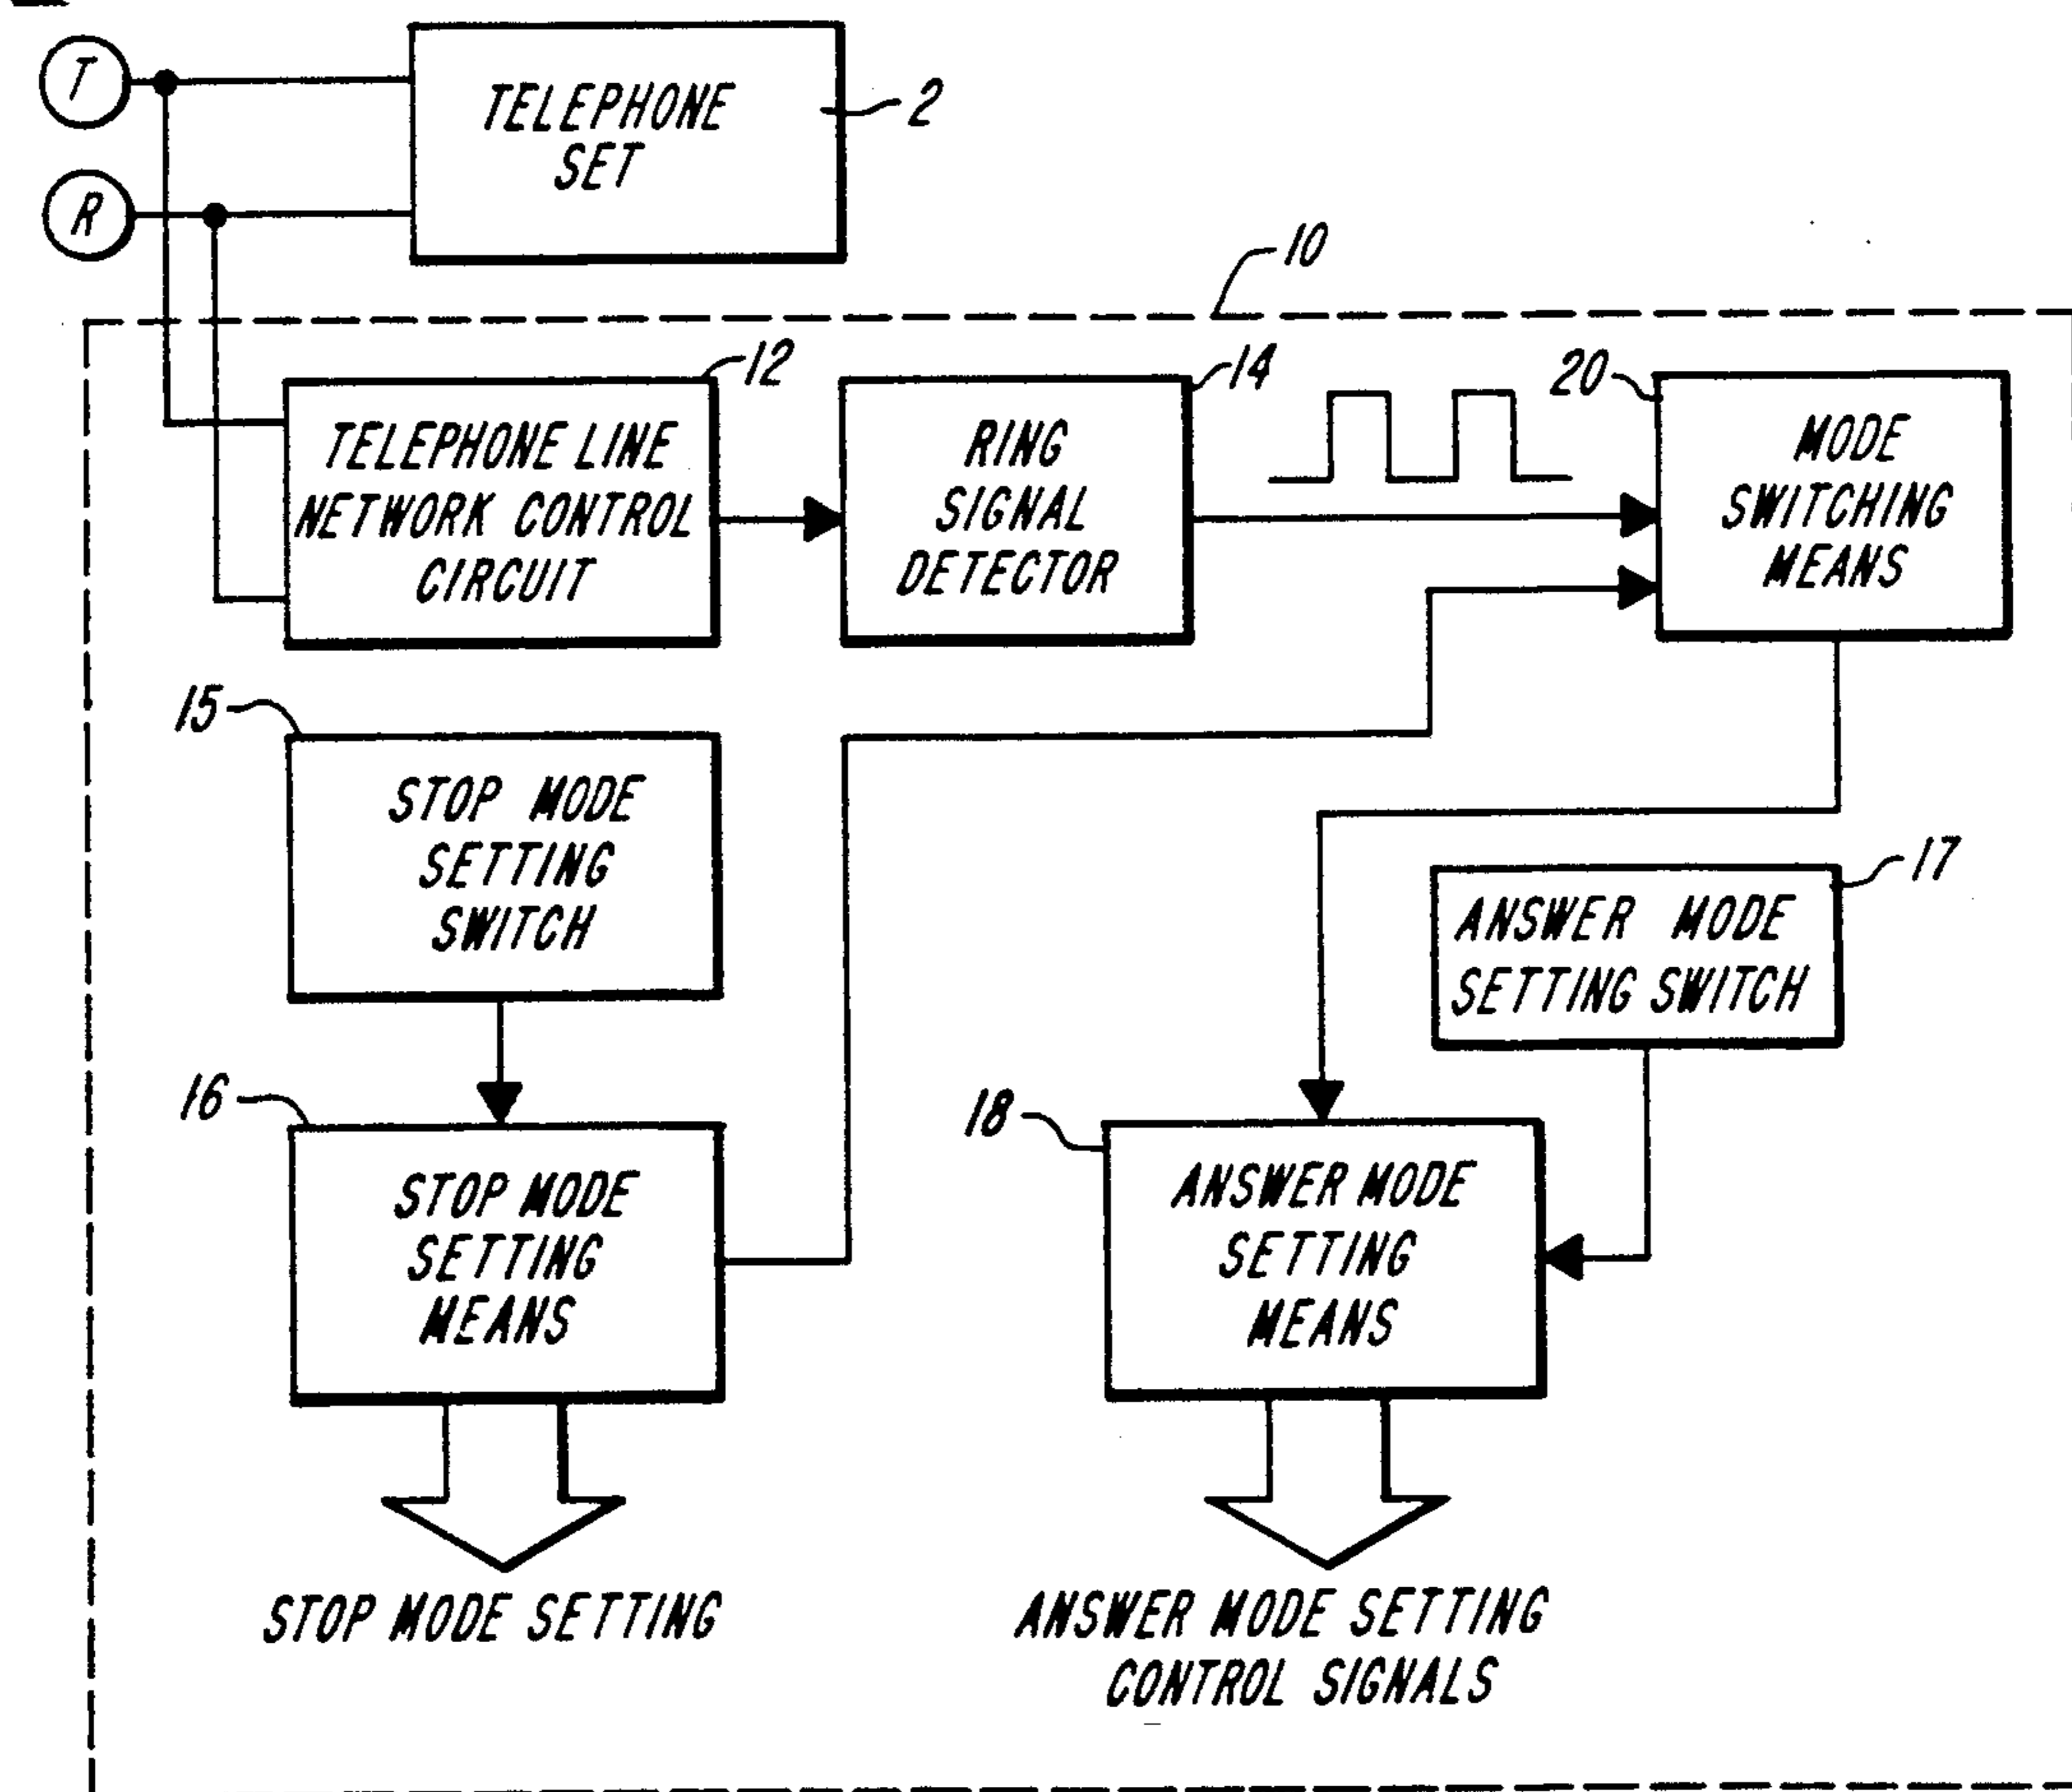 T
TELEPHONE
SET
2
R
10
12
14
20
TELEPHONE LINE
NETWORK CONTROL
CIRCUIT
RING
SIGNAL
DETECTOR
MODE
SWITCHING
MEANS
15
STOP MODE
SETTING
SWITCH
17
ANSWER MODE
SETTING SWITCH
16
STOP MODE
SETTING
MEANS
18
ANSWER MODE
SETTING
MEANS
STOP MODE SETTING
ANSWER MODE SETTING
CONTROL SIGNALS